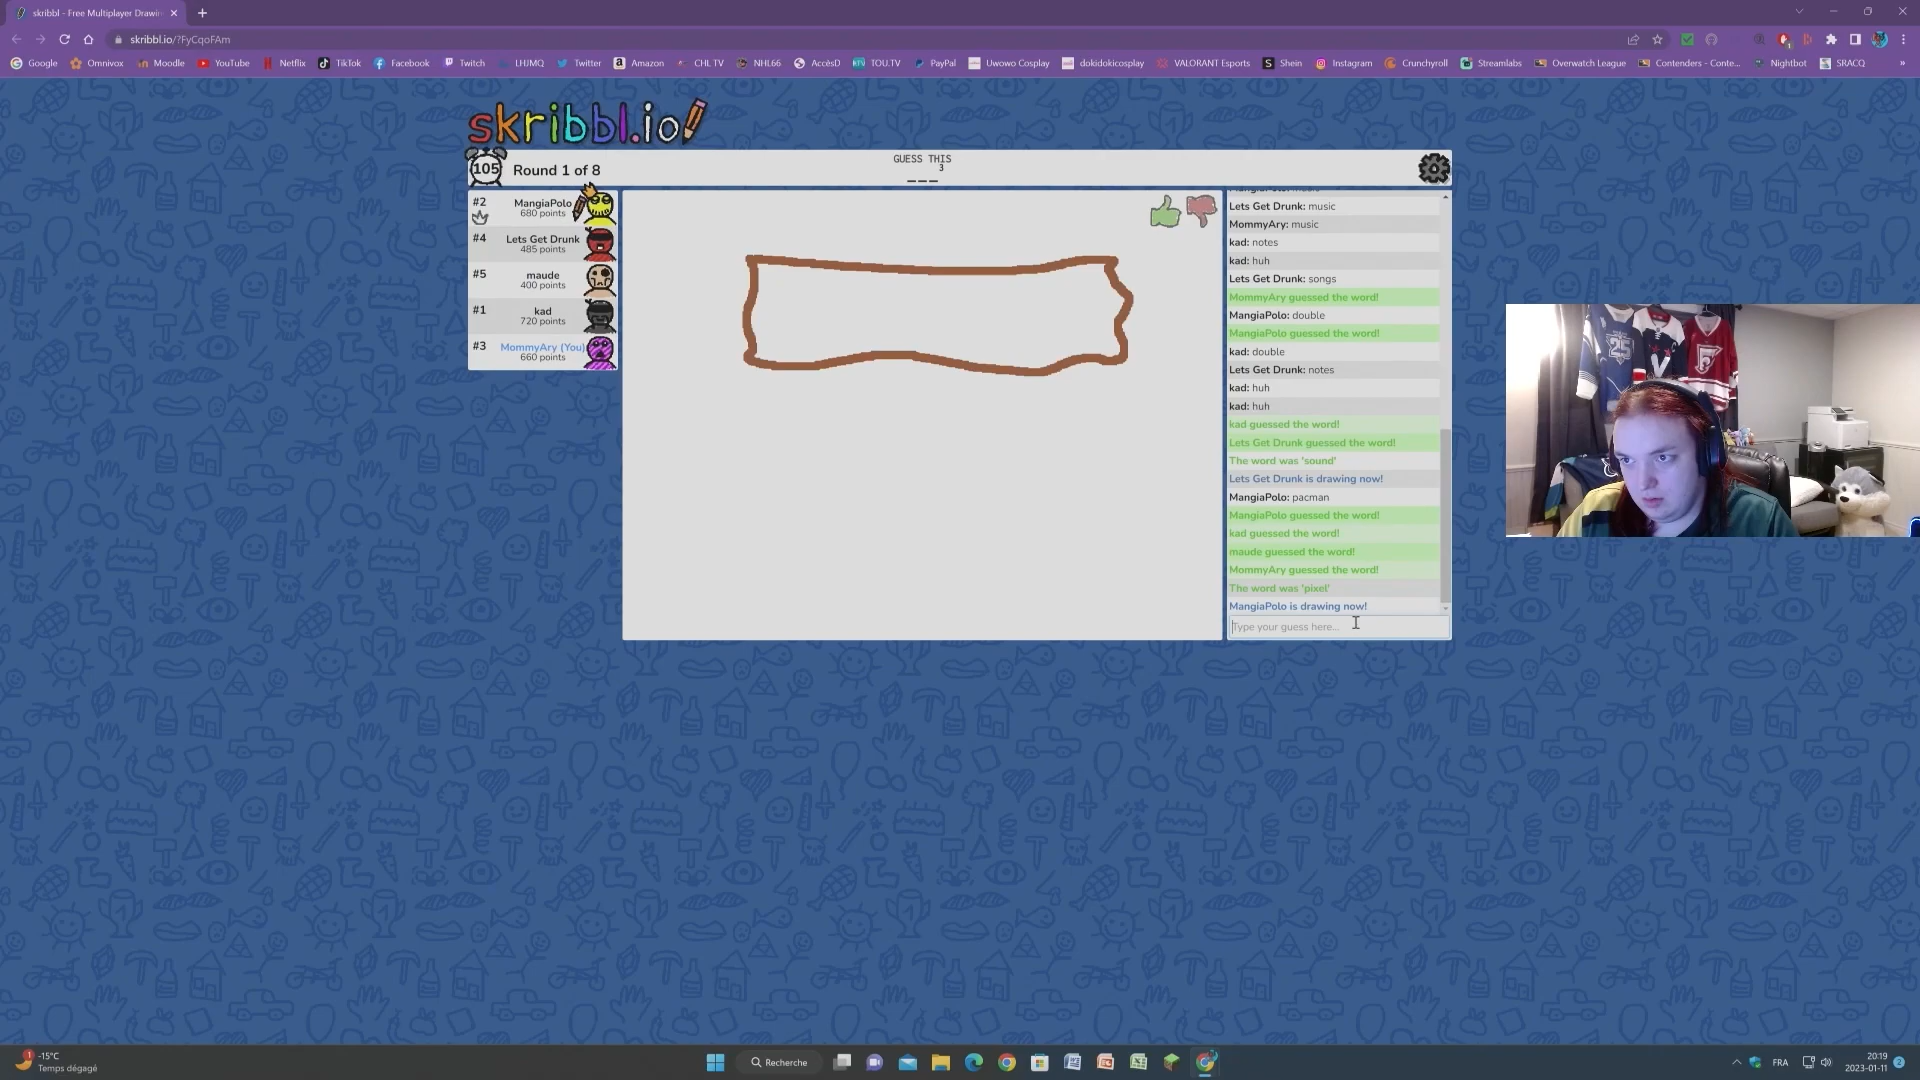 skribbl - Free Multiplayer Drawin
skribbl.io/?FyCqoFAm
Google Omnivox Moodle YouTube Netflix TikTok Facebook Twitch LHJMQ Twitter Amazon CHL TV NHL66 AccèsD TOU.TV PayPal Uwowo Cosplay dokidokicosplay VALORANT Esports Shein Instagram Crunchyroll Streamlabs Overwatch League Contenders - Conte... Nightbot SRACQ »
skribbl.io
105 Round 1 of 8
GUESS THIS
___ 3
#2 MangiaPolo
680 points
#4 Lets Get Drunk
485 points
#5 maude
400 points
#1 kad
720 points
#3 MommyAry (You)
660 points
Lets Get Drunk: music
MommyAry: music
kad: notes
kad: huh
Lets Get Drunk: songs
MommyAry guessed the word!
MangiaPolo: double
MangiaPolo guessed the word!
kad: double
Lets Get Drunk: notes
kad: huh
kad: huh
kad guessed the word!
Lets Get Drunk guessed the word!
The word was 'sound'
Lets Get Drunk is drawing now!
MangiaPolo: pacman
MangiaPolo guessed the word!
kad guessed the word!
maude guessed the word!
MommyAry guessed the word!
The word was 'pixel'
MangiaPolo is drawing now!
Type your guess here...
25
1
-15°C
Temps dégagé
Recherche
FRA
20:19
2023-01-11
2